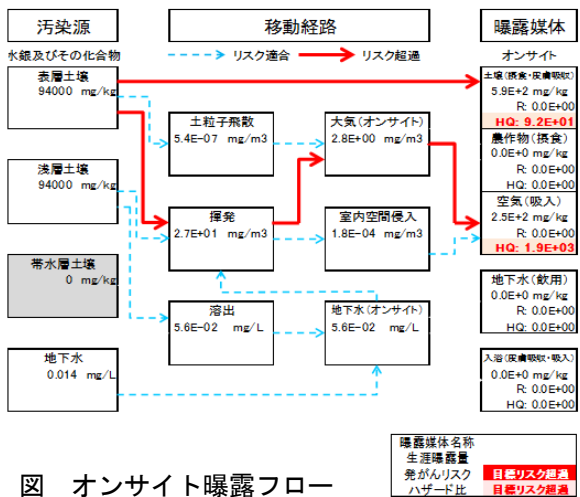 汚染源
移動経路
曝露媒体
水銀及びその化合物
リスク適合
リスク超過
オンサイト
表層土壌
94000 mg/kg
浅層土壌
94000 mg/kg
帯水層土壌
0 mg/kg
地下水
0.014 mg/L
土粒子飛散
5.4E-07 mg/m3
揮発
2.7E+01 mg/m3
溶出
5.6E-02 mg/L
大気(オンサイト)
2.8E+00 mg/m3
室内空間侵入
1.8E-04 mg/m3
地下水(オンサイト)
5.6E-02 mg/L
土壌(摂食・皮膚吸収)
5.9E+2 mg/kg
R: 0.0E+00
HQ: 9.2E+01
農作物(摂食)
0.0E+0 mg/kg
R: 0.0E+00
HQ: 0.0E+00
空気(吸入)
2.5E+2 mg/kg
R: 0.0E+00
HQ: 1.9E+03
地下水(飲用)
0.0E+0 mg/kg
R: 0.0E+00
HQ: 0.0E+00
入浴(皮膚吸収・吸入)
0.0E+0 mg/kg
R: 0.0E+00
HQ: 0.0E+00
曝露媒体名称
生涯曝露量
発がんリスク 目標リスク超過
ハザード比 目標リスク超過
図 オンサイト曝露フロー